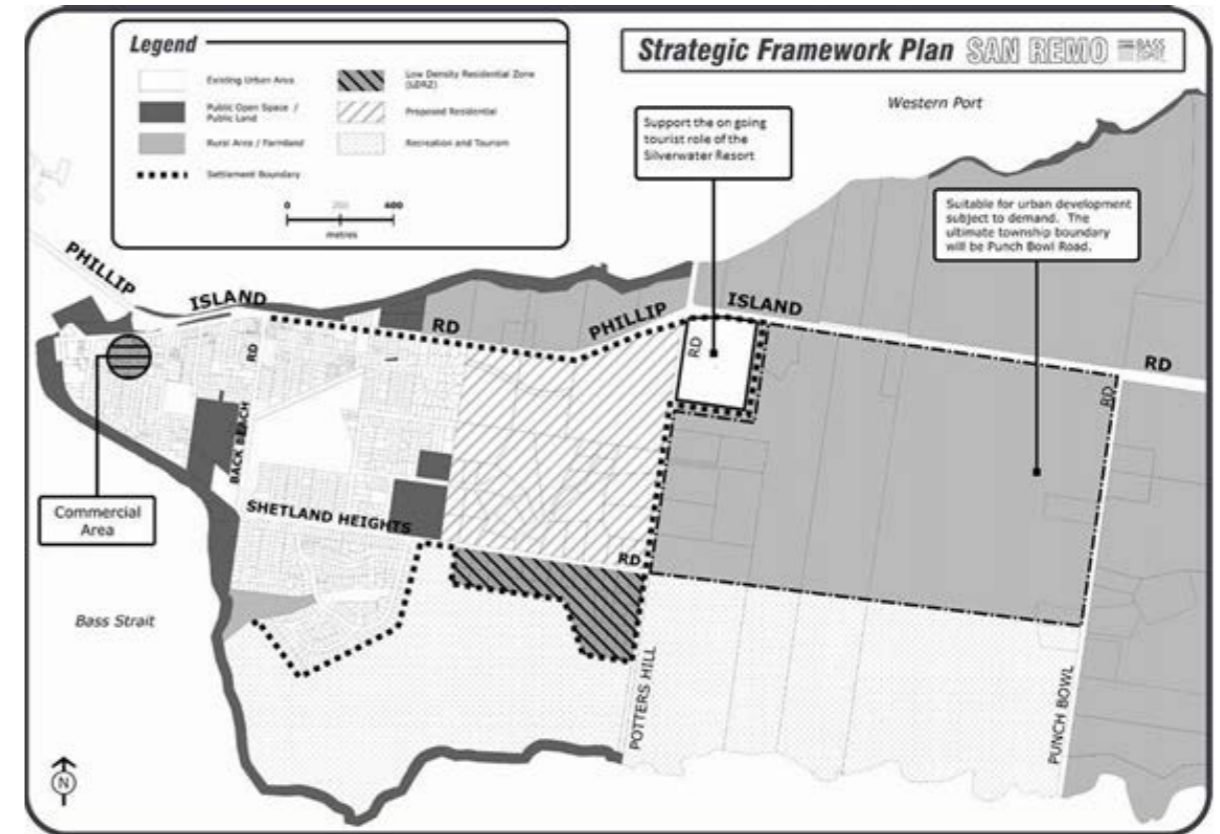 Legend
Existing Urban Area
Public Open Space /
Public Land
Rural Area / Farmland
Settlement Boundary
Low Density Residential Zone
(LDRZ)
Proposed Residential
Recreation and Tourism
0 200 400
metres
Strategic Framework Plan SAN REMO BASS
Western Port
Support the on going
tourist role of the
Silverwater Resort
Suitable for urban development
subject to demand. The
ultimate township boundary
will be Punch Bowl Road.
PHILLIP
ISLAND
RD
PHILLIP
ISLAND
RD
RD
RD
RD
BACK BEACH
SHETLAND HEIGHTS
RD
Commercial
Area
Bass Strait
POTTERS HILL
PUNCH BOWL
N